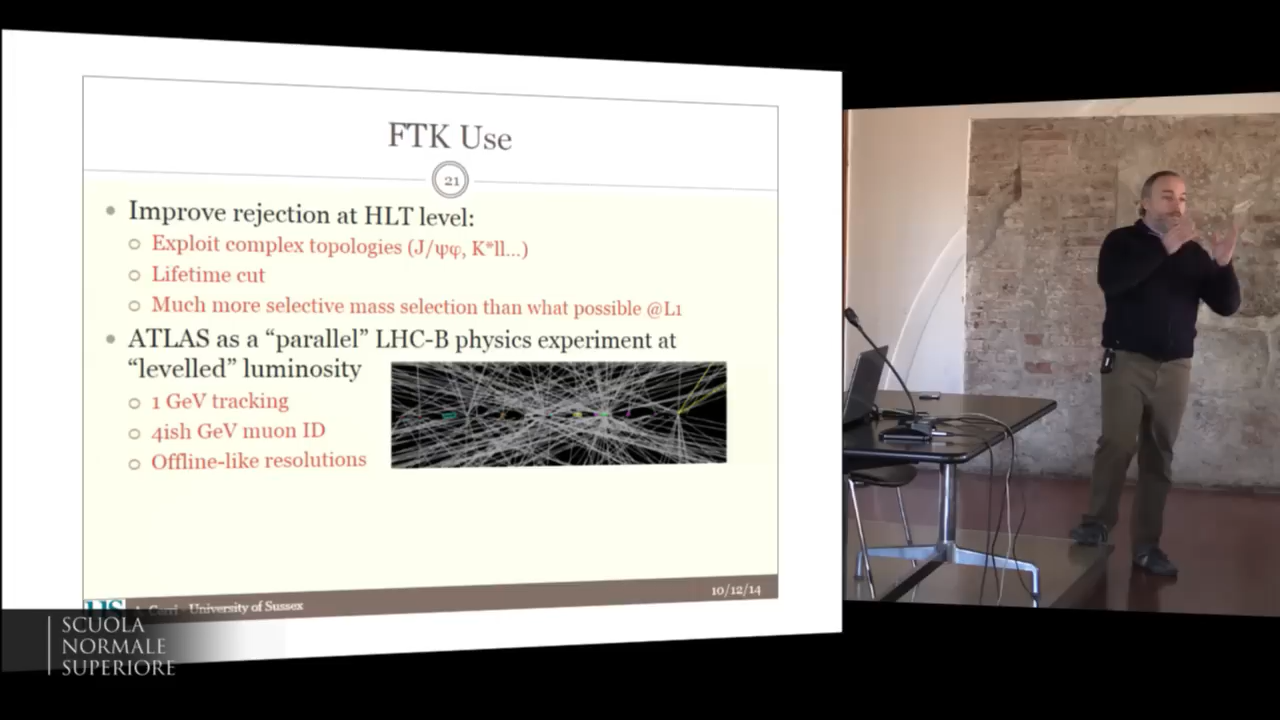 FTK Use
21
Improve rejection at HLT level:
Exploit complex topologies (J/ψφ, K*ll...)
Lifetime cut
Much more selective mass selection than what possible @L1
ATLAS as a “parallel” LHC-B physics experiment at
“levelled” luminosity
1 GeV tracking
4ish GeV muon ID
Offline-like resolutions
US
Cerri - University of Sussex
10/12/14
SCUOLA
NORMALE
SUPERIORE